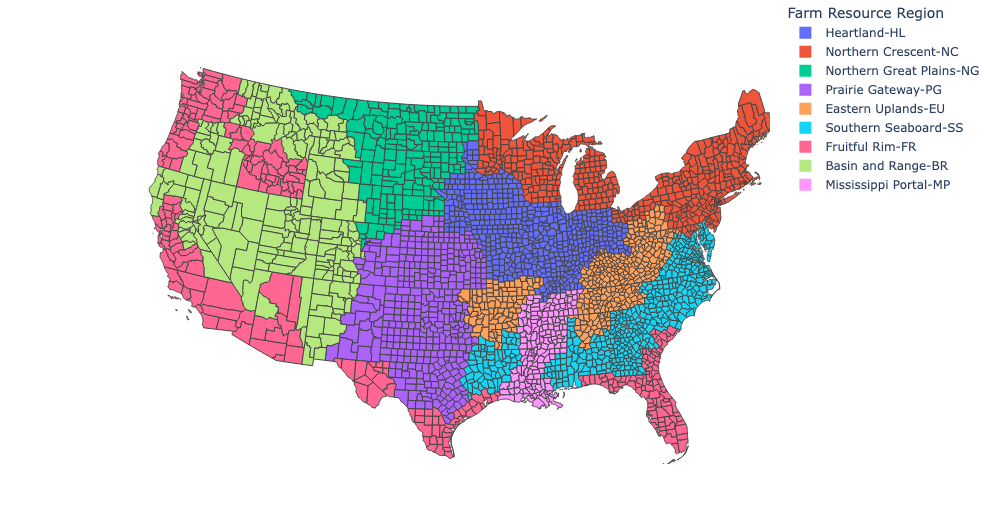 Farm Resource Region
Heartland-HL
Northern Crescent-NC
Northern Great Plains-NG
Prairie Gateway-PG
Eastern Uplands-EU
Southern Seaboard-SS
Fruitful Rim-FR
Basin and Range-BR
Mississippi Portal-MP